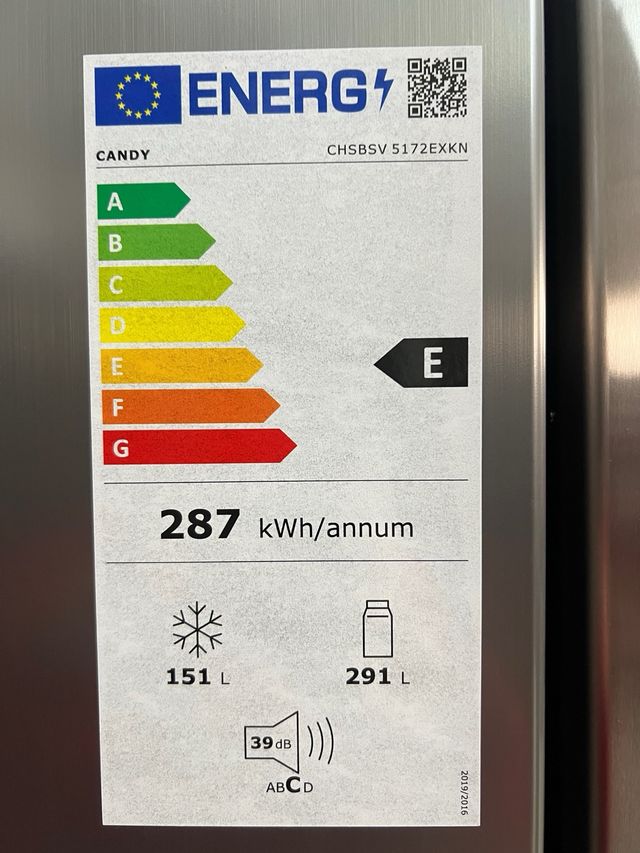 ENERG
CANDY CHSBSV 5172EXKN
A
B
C
D
E
E
F
G
287 kWh/annum
151 L 291 L
39dB
ABCD
2019/2016